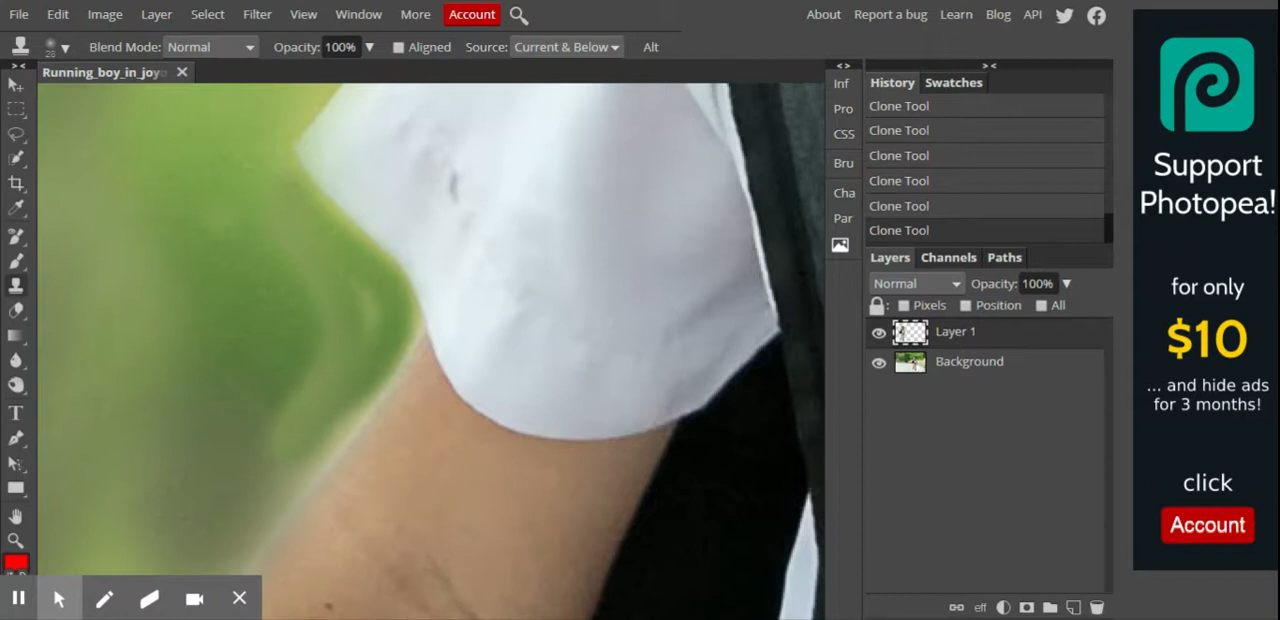 File Edit Image Layer Select Filter View Window More Account
About Report a bug Learn Blog API
28 Blend Mode: Normal Opacity: 100% Aligned Source: Current & Below Alt
Running_boy_in_joyo
Inf
Pro
CSS
Bru
Cha
Par
History Swatches
Clone Tool
Clone Tool
Clone Tool
Clone Tool
Clone Tool
Clone Tool
Layers Channels Paths
Normal Opacity: 100%
: Pixels Position All
Layer 1
Background
eff
T
Support
Photopea!
for only
$10
... and hide ads
for 3 months!
click
Account